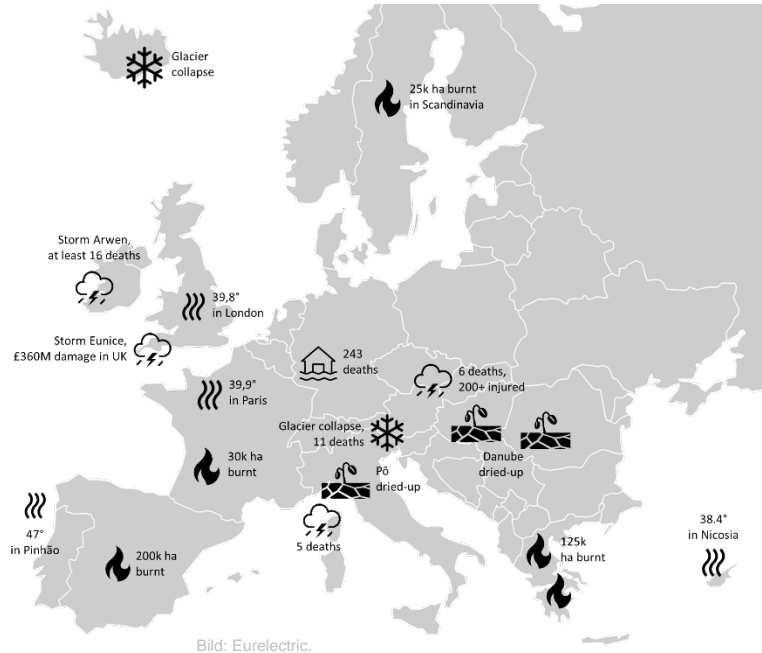 Glacier
collapse
25k ha burnt
in Scandinavia
Storm Arwen,
at least 16 deaths
39,8°
in London
Storm Eunice,
£360M damage in UK
243
deaths
6 deaths,
200+ injured
39,9°
in Paris
Glacier collapse,
11 deaths
30k ha
burnt
Pô
dried-up
Danube
dried-up
47°
in Pinhão
5 deaths
200k ha
burnt
125k
ha burnt
38.4°
in Nicosia
Bild: Eurelectric.